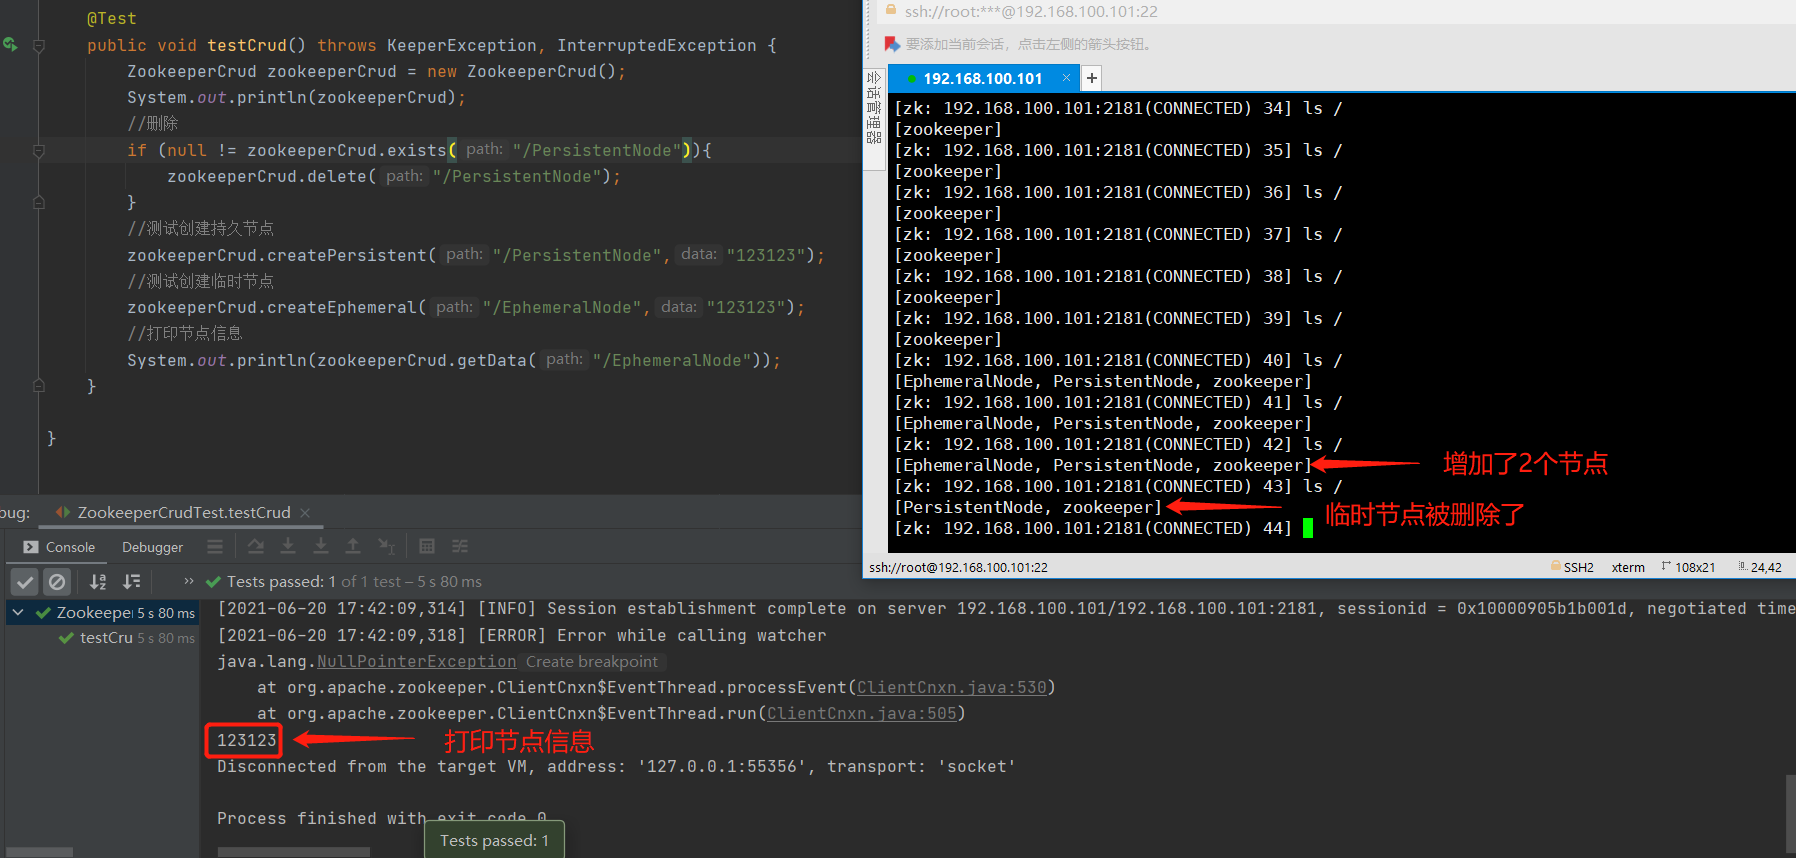 @Test
public void testCrud() throws KeeperException, InterruptedException {
ZookeeperCrud zookeeperCrud = new ZookeeperCrud();
System.out.println(zookeeperCrud);
//删除
if (null != zookeeperCrud.exists( path: "/PersistentNode")){
zookeeperCrud.delete( path: "/PersistentNode");
}
//测试创建持久节点
zookeeperCrud.createPersistent( path: "/PersistentNode", data: "123123");
//测试创建临时节点
zookeeperCrud.createEphemeral( path: "/EphemeralNode", data: "123123");
//打印节点信息
System.out.println(zookeeperCrud.getData( path: "/EphemeralNode"));
}
}
ssh://root:***@192.168.100.101:22
要添加当前会话，点击左侧的箭头按钮。
会话管理器
192.168.100.101 × +
[zk: 192.168.100.101:2181(CONNECTED) 34] ls /
[zookeeper]
[zk: 192.168.100.101:2181(CONNECTED) 35] ls /
[zookeeper]
[zk: 192.168.100.101:2181(CONNECTED) 36] ls /
[zookeeper]
[zk: 192.168.100.101:2181(CONNECTED) 37] ls /
[zookeeper]
[zk: 192.168.100.101:2181(CONNECTED) 38] ls /
[zookeeper]
[zk: 192.168.100.101:2181(CONNECTED) 39] ls /
[zookeeper]
[zk: 192.168.100.101:2181(CONNECTED) 40] ls /
[EphemeralNode, PersistentNode, zookeeper]
[zk: 192.168.100.101:2181(CONNECTED) 41] ls /
[EphemeralNode, PersistentNode, zookeeper]
[zk: 192.168.100.101:2181(CONNECTED) 42] ls /
[EphemeralNode, PersistentNode, zookeeper] 增加了2个节点
[zk: 192.168.100.101:2181(CONNECTED) 43] ls /
[PersistentNode, zookeeper] 临时节点被删除了
[zk: 192.168.100.101:2181(CONNECTED) 44]
ssh://root@192.168.100.101:22 SSH2 xterm 108x21 24,42
bug: ZookeeperCrudTest.testCrud ×
Console Debugger
» Tests passed: 1 of 1 test – 5 s 80 ms
Zookeeper 5 s 80 ms
testCru 5 s 80 ms
[2021-06-20 17:42:09,314] [INFO] Session establishment complete on server 192.168.100.101/192.168.100.101:2181, sessionid = 0x10000905b1b001d, negotiated time
[2021-06-20 17:42:09,318] [ERROR] Error while calling watcher
java.lang.NullPointerException Create breakpoint
at org.apache.zookeeper.ClientCnxn$EventThread.processEvent(ClientCnxn.java:530)
at org.apache.zookeeper.ClientCnxn$EventThread.run(ClientCnxn.java:505)
123123 打印节点信息
Disconnected from the target VM, address: '127.0.0.1:55356', transport: 'socket'
Process finished with exit code 0
Tests passed: 1